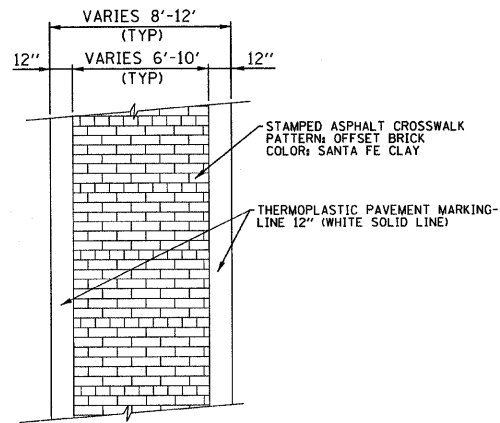 VARIES 8'-12'
(TYP)
12" VARIES 6'-10' 12"
(TYP)
STAMPED ASPHALT CROSSWALK
PATTERN: OFFSET BRICK
COLOR: SANTA FE CLAY
THERMOPLASTIC PAVEMENT MARKING-
LINE 12" (WHITE SOLID LINE)